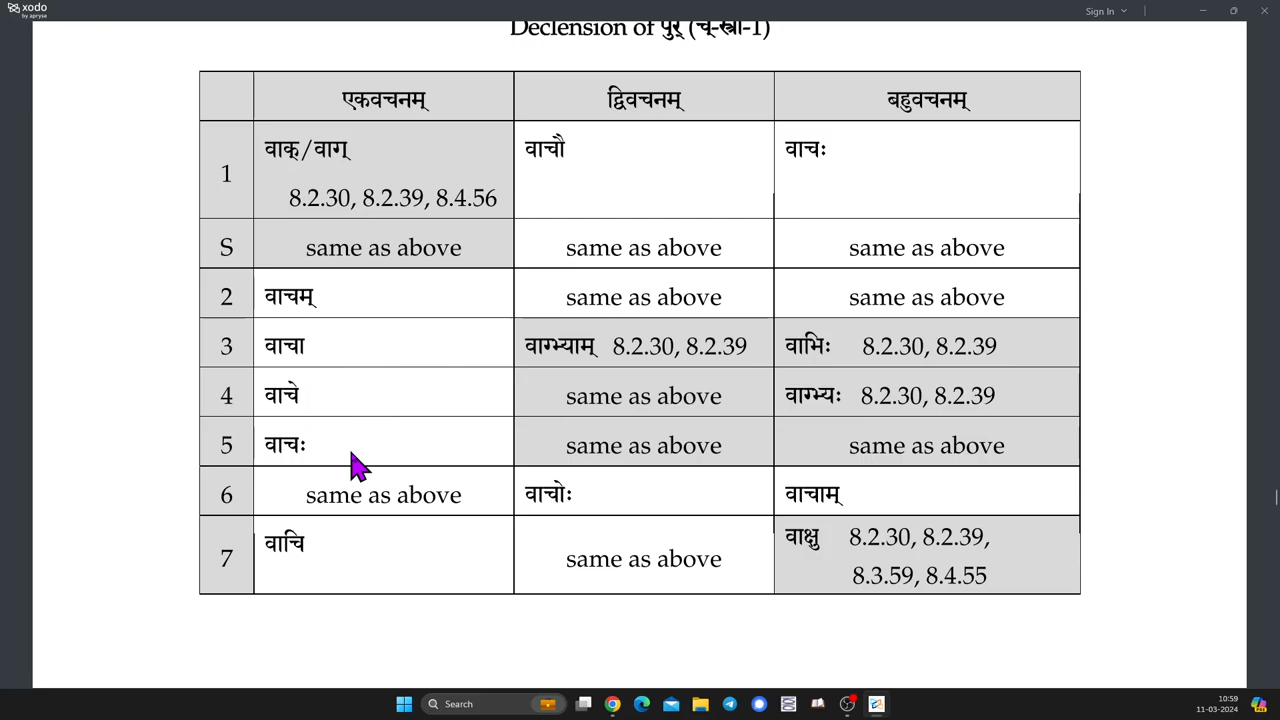 xodo
by apryse
Sign In
Declension of पुर् (च्-स्त्री-1)
एकवचनम् द्विवचनम् बहुवचनम्
1 वाक्/वाग् वाचौ वाचः
8.2.30, 8.2.39, 8.4.56
S same as above same as above same as above
2 वाचम् same as above same as above
3 वाचा वाग्भ्याम् 8.2.30, 8.2.39 वाभिः 8.2.30, 8.2.39
4 वाचे same as above वाग्भ्यः 8.2.30, 8.2.39
5 वाचः same as above same as above
6 same as above वाचोः वाचाम्
7 वाचि same as above वाक्षु 8.2.30, 8.2.39,
8.3.59, 8.4.55
Search
10:59
11-03-2024